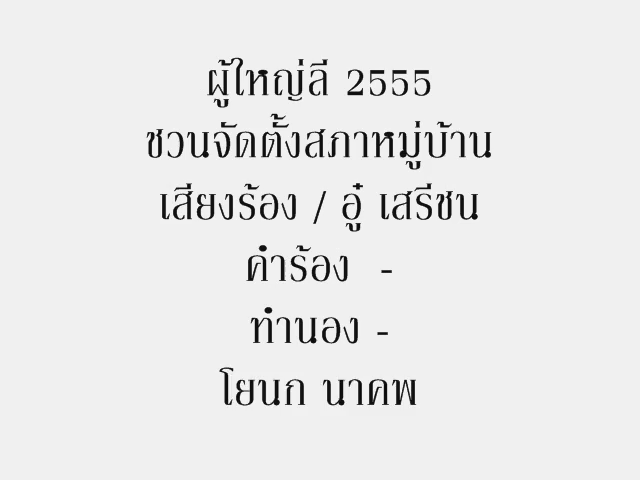 ผู้ใหญ่ลี 2555
ชวนจัดตั้งสภาหมู่บ้าน
เสียงร้อง / อู๋ เสรีชน
คำร้อง -
ทำนอง -
โยนก นาคพ